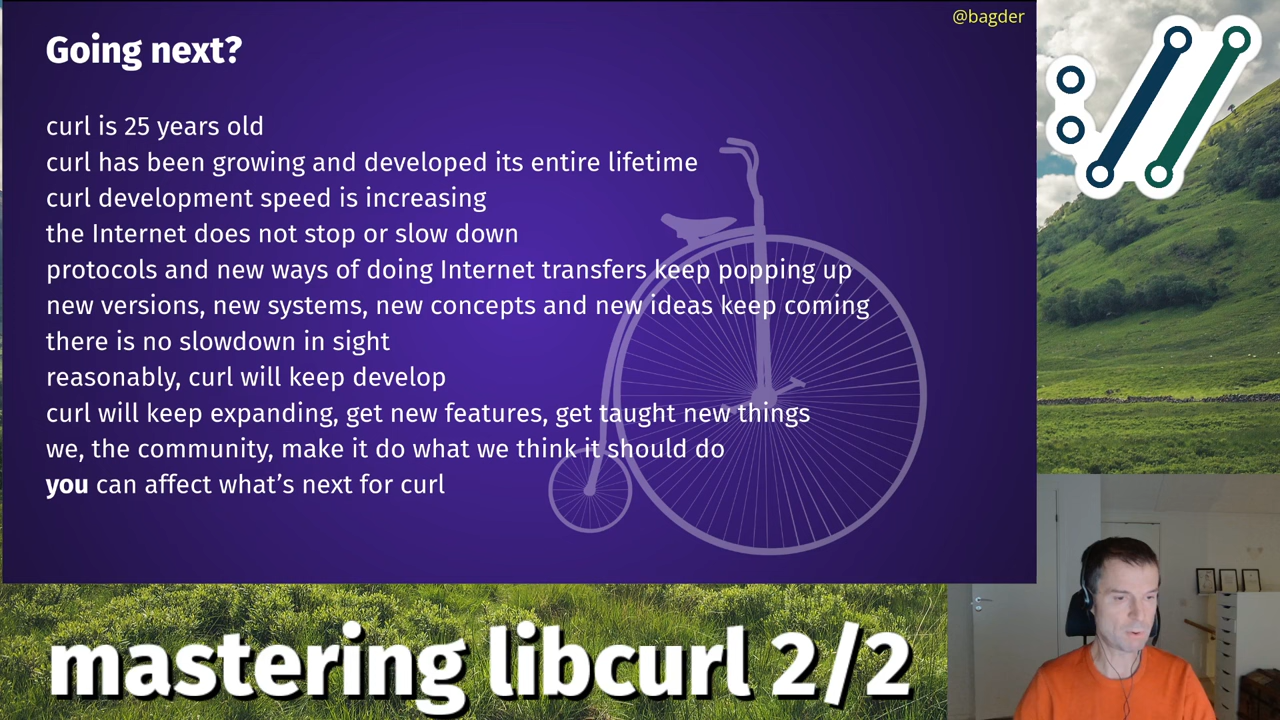 @bagder
Going next?
curl is 25 years old
curl has been growing and developed its entire lifetime
curl development speed is increasing
the Internet does not stop or slow down
protocols and new ways of doing Internet transfers keep popping up
new versions, new systems, new concepts and new ideas keep coming
there is no slowdown in sight
reasonably, curl will keep develop
curl will keep expanding, get new features, get taught new things
we, the community, make it do what we think it should do
you can affect what’s next for curl
mastering libcurl 2/2